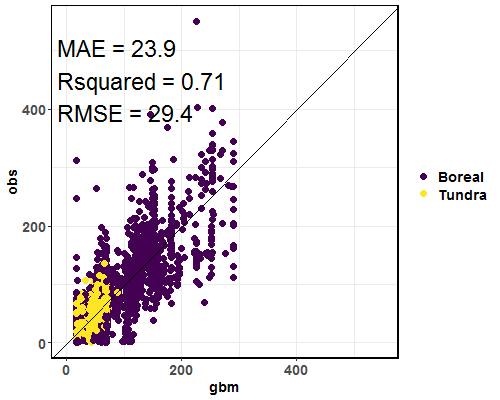 MAE = 23.9
Rsquared = 0.71
RMSE = 29.4
400
200
0
obs
0 200 400
gbm
Boreal
Tundra